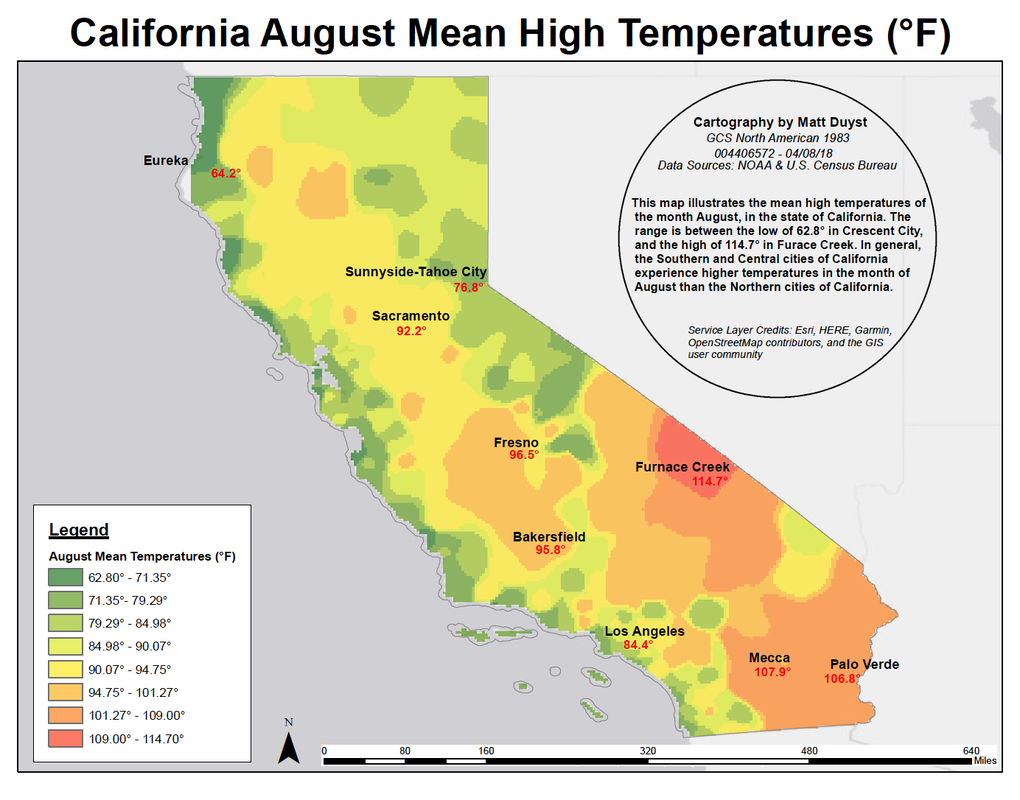 California August Mean High Temperatures (°F)
Cartography by Matt Duyst
GCS North American 1983
004406572 - 04/08/18
Data Sources: NOAA & U.S. Census Bureau
This map illustrates the mean high temperatures of
the month August, in the state of California. The
range is between the low of 62.8° in Crescent City,
and the high of 114.7° in Furace Creek. In general,
the Southern and Central cities of California
experience higher temperatures in the month of
August than the Northern cities of California.
Service Layer Credits: Esri, HERE, Garmin,
OpenStreetMap contributors, and the GIS
user community
Eureka
64.2°
Sunnyside-Tahoe City
76.8°
Sacramento
92.2°
Fresno
96.5°
Furnace Creek
114.7°
Bakersfield
95.8°
Los Angeles
84.4°
Mecca
107.9°
Palo Verde
106.8°
Legend
August Mean Temperatures (°F)
62.80° - 71.35°
71.35°- 79.29°
79.29° - 84.98°
84.98° - 90.07°
90.07° - 94.75°
94.75° - 101.27°
101.27° - 109.00°
109.00° - 114.70°
N
0 80 160 320 480 640
Miles